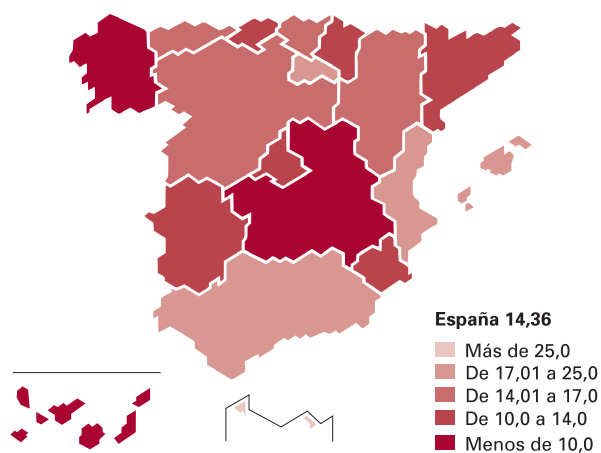 España 14,36
Más de 25,0
De 17,01 a 25,0
De 14,01 a 17,0
De 10,0 a 14,0
Menos de 10,0